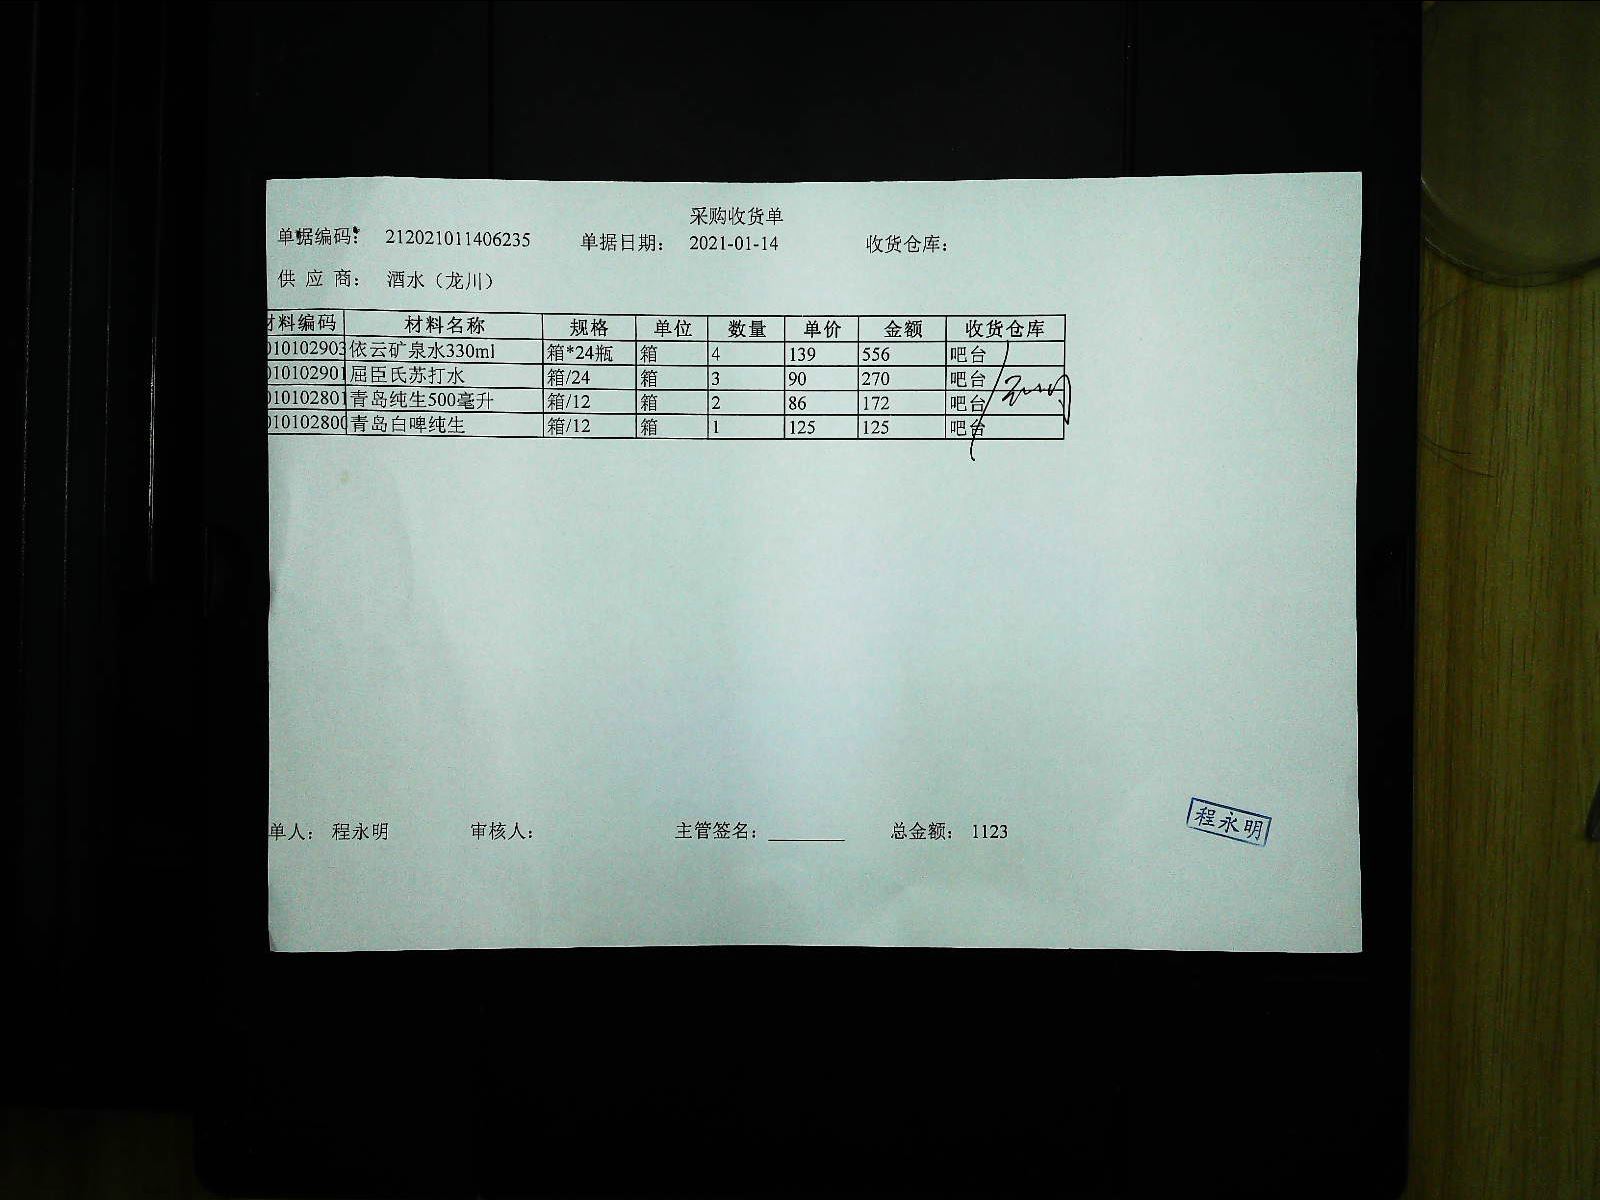 采购收货单
单据编码: 212021011406235 单据日期: 2021-01-14 收货仓库:
供 应 商: 酒水（龙川）
材料编码 材料名称 规格 单位 数量 单价 金额 收货仓库
010102903 依云矿泉水330ml 箱*24瓶 箱 4 139 556 吧台
010102901 屈臣氏苏打水 箱/24 箱 3 90 270 吧台
010102801 青岛纯生500毫升 箱/12 箱 2 86 172 吧台
010102800 青岛白啤纯生 箱/12 箱 1 125 125 吧台
单人: 程永明 审核人: 主管签名: 总金额: 1123
程永明